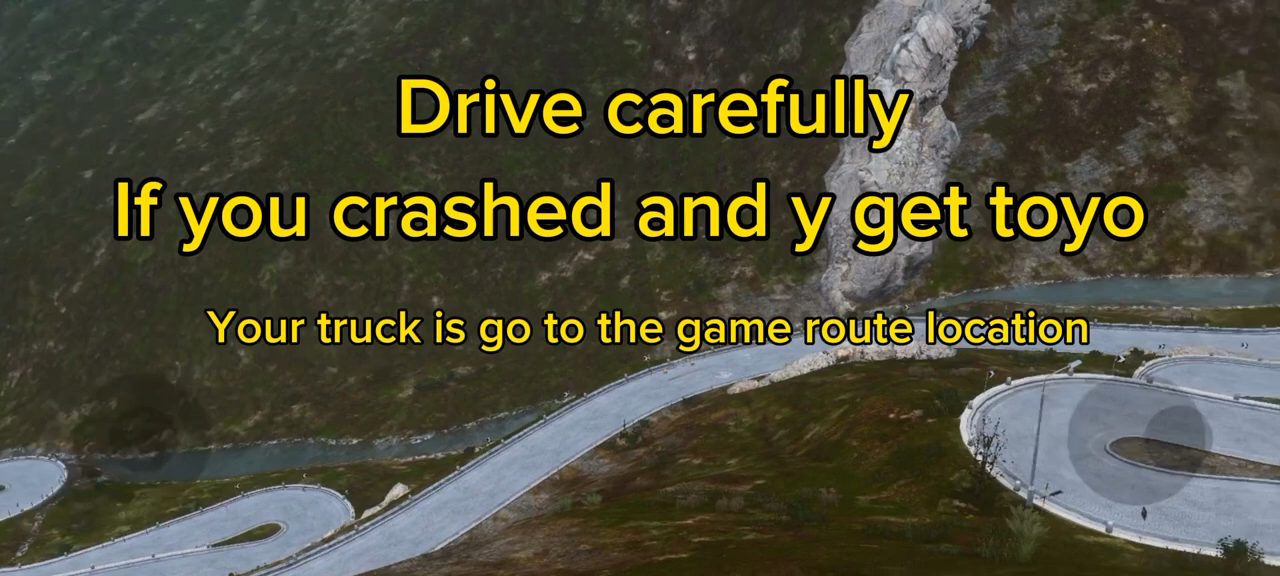 Drive carefully
If you crashed and y get toyo
Your truck is go to the game route location